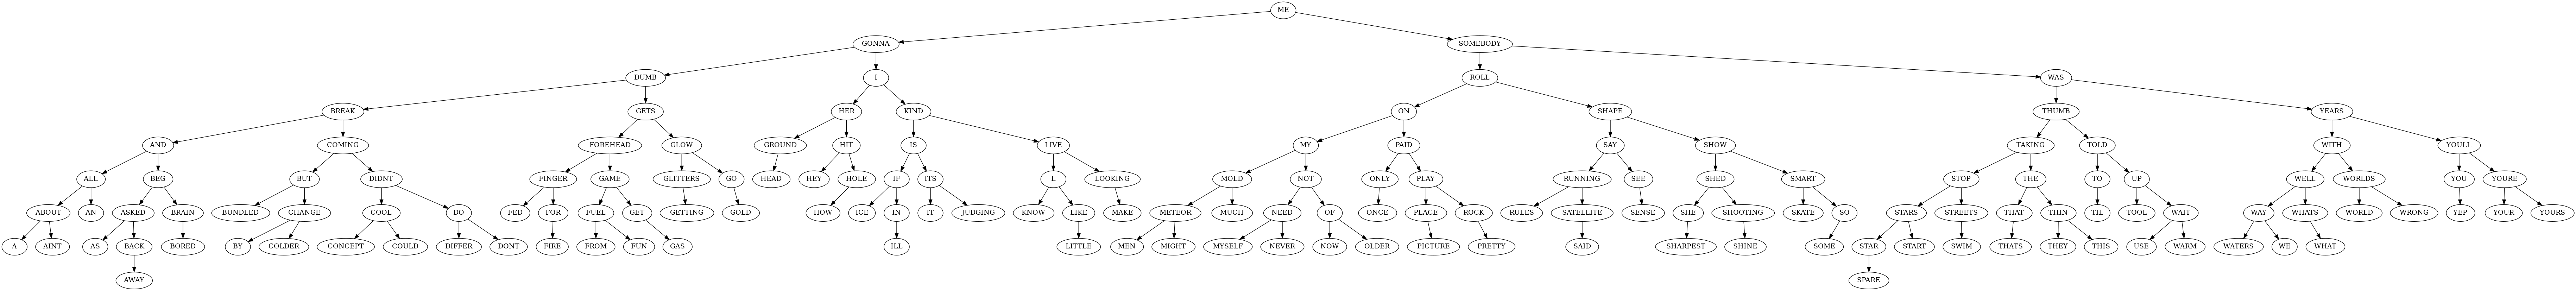 ME
GONNA SOMEBODY
DUMB I ROLL WAS
BREAK GETS HER KIND ON SHAPE THUMB YEARS
AND COMING FOREHEAD GLOW GROUND HIT IS LIVE MY PAID SAY SHOW TAKING TOLD WITH YOULL
ALL BEG BUT DIDNT FINGER GAME GLITTERS GO HEAD HEY HOLE IF ITS L LOOKING MOLD NOT ONLY PLAY RUNNING SEE SHED SMART STOP THE TO UP WELL WORLDS YOU YOURE
ABOUT AN ASKED BRAIN BUNDLED CHANGE COOL DO FED FOR FUEL GET GETTING GOLD HOW ICE IN IT JUDGING KNOW LIKE MAKE METEOR MUCH NEED OF ONCE PLACE ROCK RULES SATELLITE SENSE SHE SHOOTING SKATE SO STARS STREETS THAT THIN TIL TOOL WAIT WAY WHATS WORLD WRONG YEP YOUR YOURS
A AINT AS BACK BORED BY COLDER CONCEPT COULD DIFFER DONT FIRE FROM FUN GAS ILL LITTLE MEN MIGHT MYSELF NEVER NOW OLDER PICTURE PRETTY SAID SHARPEST SHINE SOME STAR START SWIM THATS THEY THIS USE WARM WATERS WE WHAT
AWAY SPARE